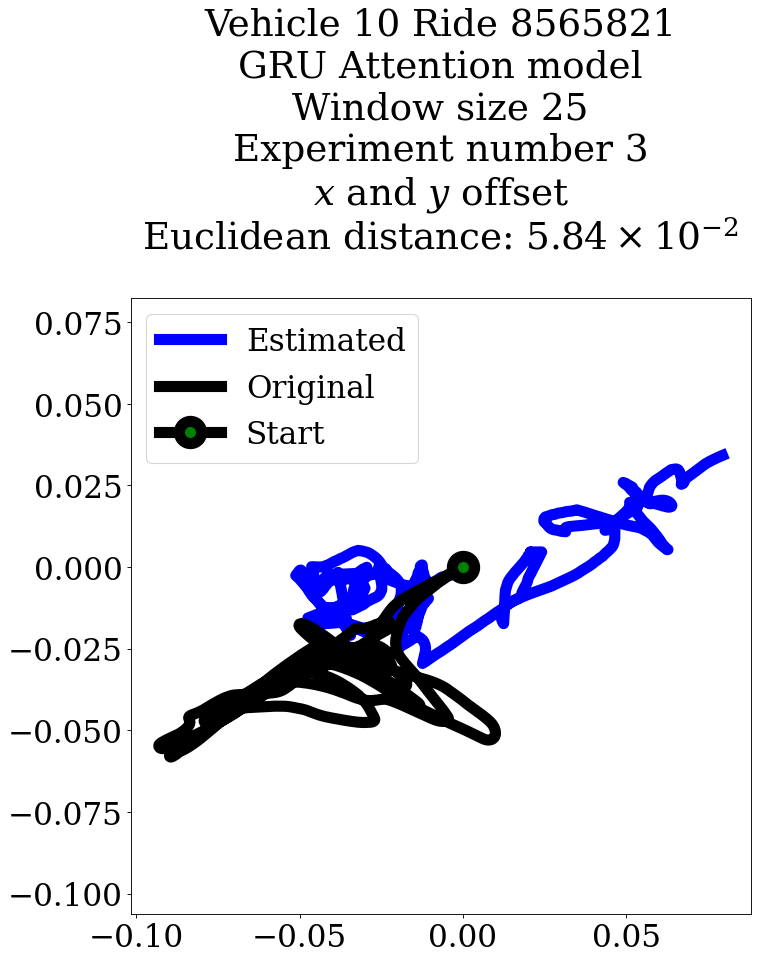 Vehicle 10 Ride 8565821
GRU Attention model
Window size 25
Experiment number 3
x and y offset
Euclidean distance: 5.84 × 10⁻²
Estimated
Original
Start
0.075
0.050
0.025
0.000
−0.025
−0.050
−0.075
−0.100
−0.10
−0.05
0.00
0.05